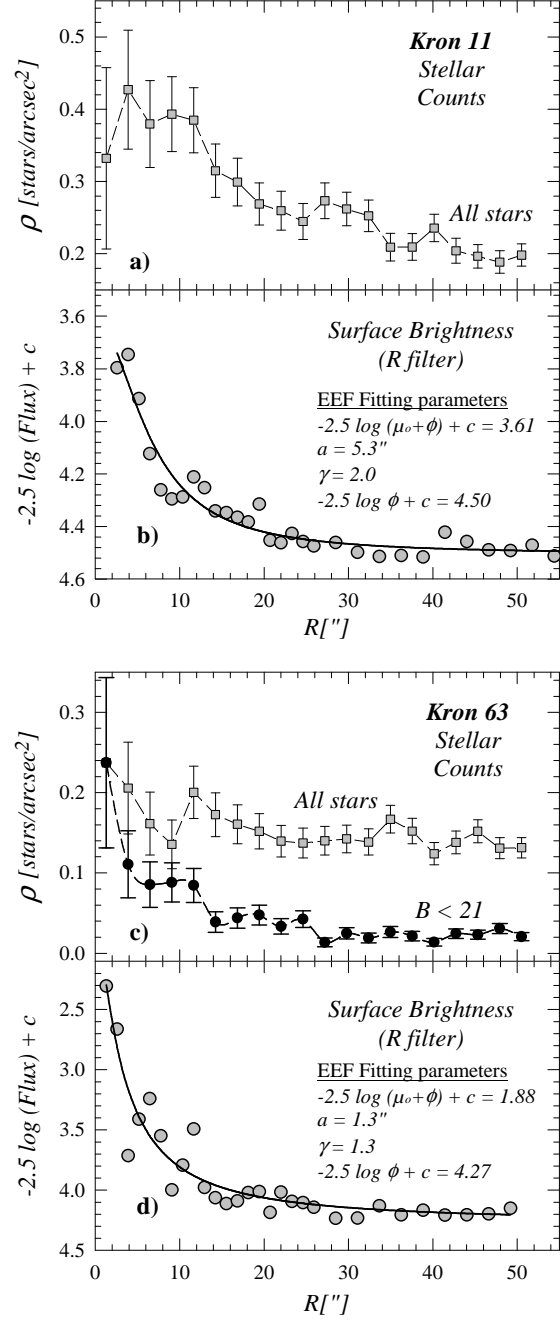 0.5
0.4
0.3
0.2
ρ [stars/arcsec²]
Kron 11
Stellar
Counts
All stars
a)
3.6
3.8
4.0
4.2
4.4
4.6
-2.5 log (Flux) + c
Surface Brightness
(R filter)
EEF Fitting parameters
-2.5 log (μₒ+ϕ) + c = 3.61
a = 5.3"
γ = 2.0
-2.5 log ϕ + c = 4.50
b)
0 10 20 30 40 50
R["]
0.3
0.2
0.1
0.0
ρ [stars/arcsec²]
Kron 63
Stellar
Counts
All stars
B < 21
c)
2.5
3.0
3.5
4.0
4.5
-2.5 log (Flux) + c
Surface Brightness
(R filter)
EEF Fitting parameters
-2.5 log (μₒ+ϕ) + c = 1.88
a = 1.3"
γ = 1.3
-2.5 log ϕ + c = 4.27
d)
0 10 20 30 40 50
R["]